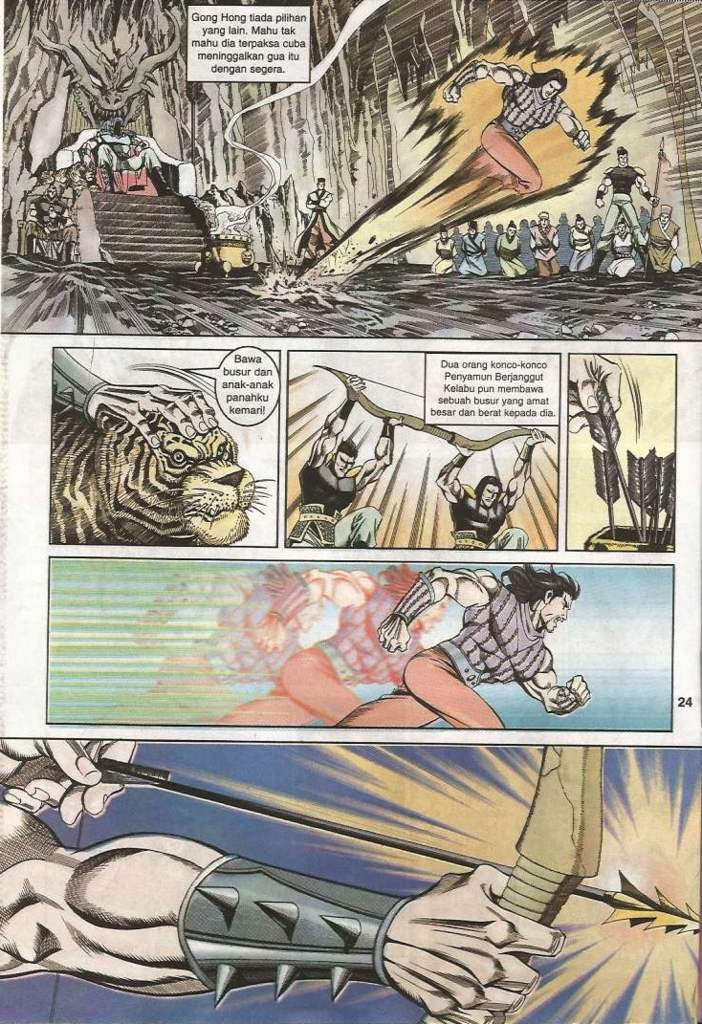 Gong Hong tiada pilihan
yang lain. Mahu tak
mahu dia terpaksa cuba
meninggalkan gua itu
dengan segera.
Bawa
busur dan
anak-anak
panahku
kemari!
Dua orang konco-konco
Penyamun Berjanggut
Kelabu pun membawa
sebuah busur yang amat
besar dan berat kepada dia.
24